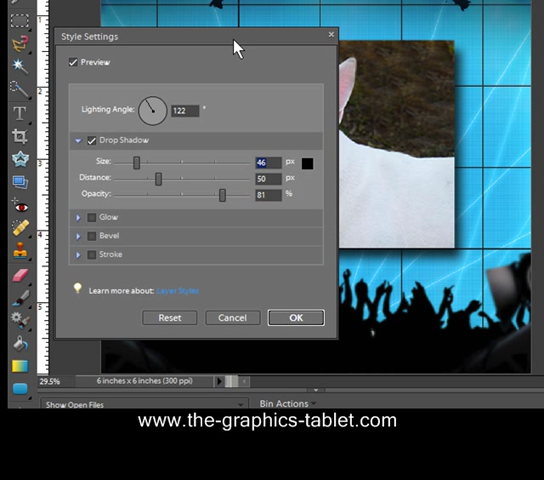 Style Settings
Preview
Lighting Angle: 122 °
Drop Shadow
Size: 46 px
Distance: 50 px
Opacity: 81 %
Glow
Bevel
Stroke
Learn more about: Layer Styles
Reset Cancel OK
29.5% 6 inches x 6 inches (300 ppi)
Show Open Files Bin Actions
www.the-graphics-tablet.com